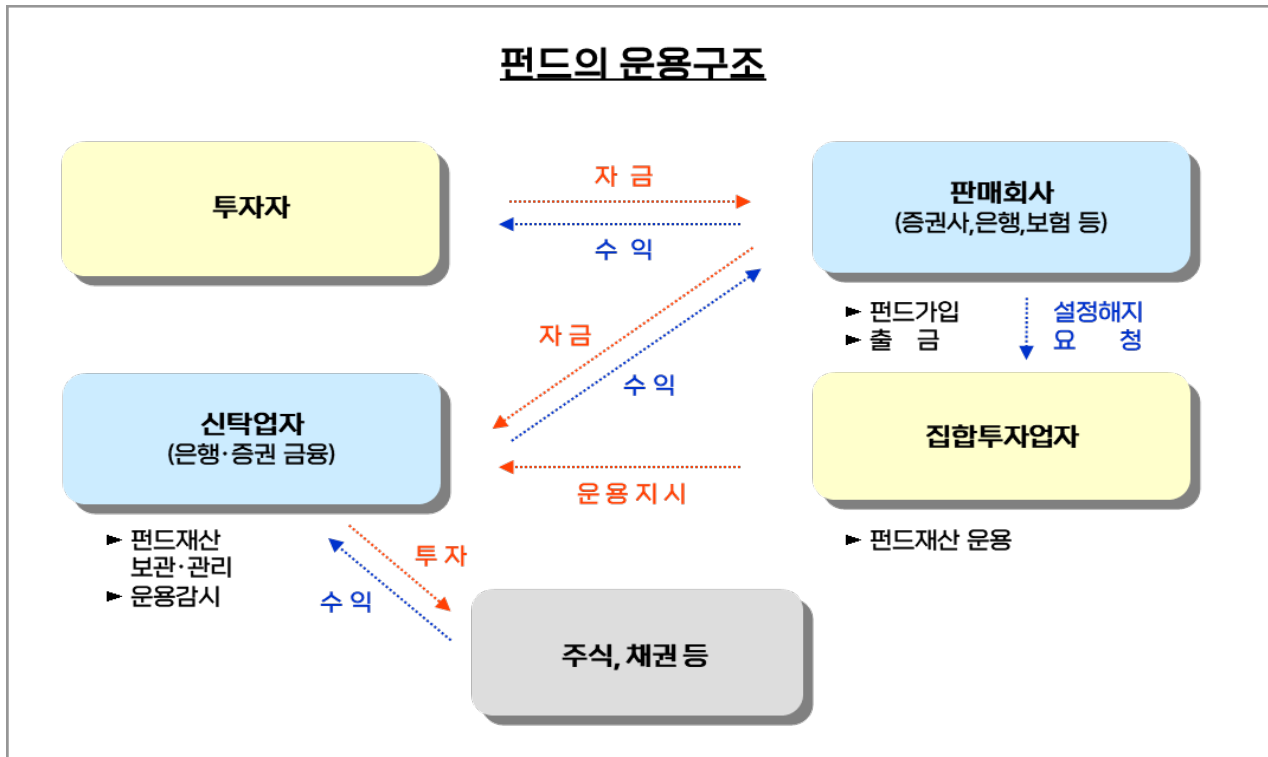 펀드의 운용구조
투자자
자 금
수 익
판매회사
(증권사,은행,보험 등)
► 펀드가입
► 출 금
설정해지
요 청
자 금
수 익
신탁업자
(은행·증권 금융)
집합투자업자
운 용 지 시
► 펀드재산
보관·관리
► 운용감시
► 펀드재산 운용
투 자
수 익
주식, 채권 등